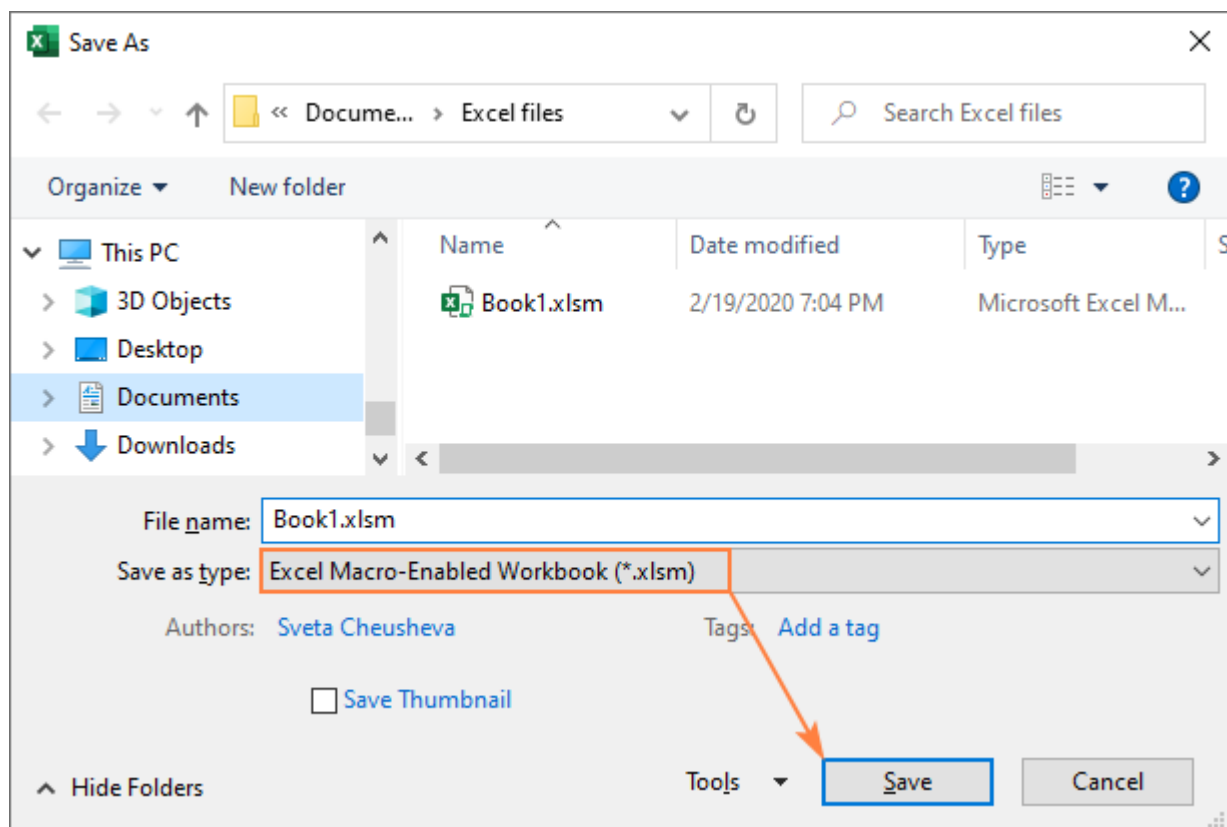 Save As
« Docume... > Excel files
Search Excel files
Organize
New folder
Name
Date modified
Type
S
This PC
3D Objects
Desktop
Documents
Downloads
Book1.xlsm
2/19/2020 7:04 PM
Microsoft Excel M...
File name: Book1.xlsm
Save as type: Excel Macro-Enabled Workbook (*.xlsm)
Authors: Sveta Cheusheva
Tags: Add a tag
Save Thumbnail
Hide Folders
Tools
Save
Cancel